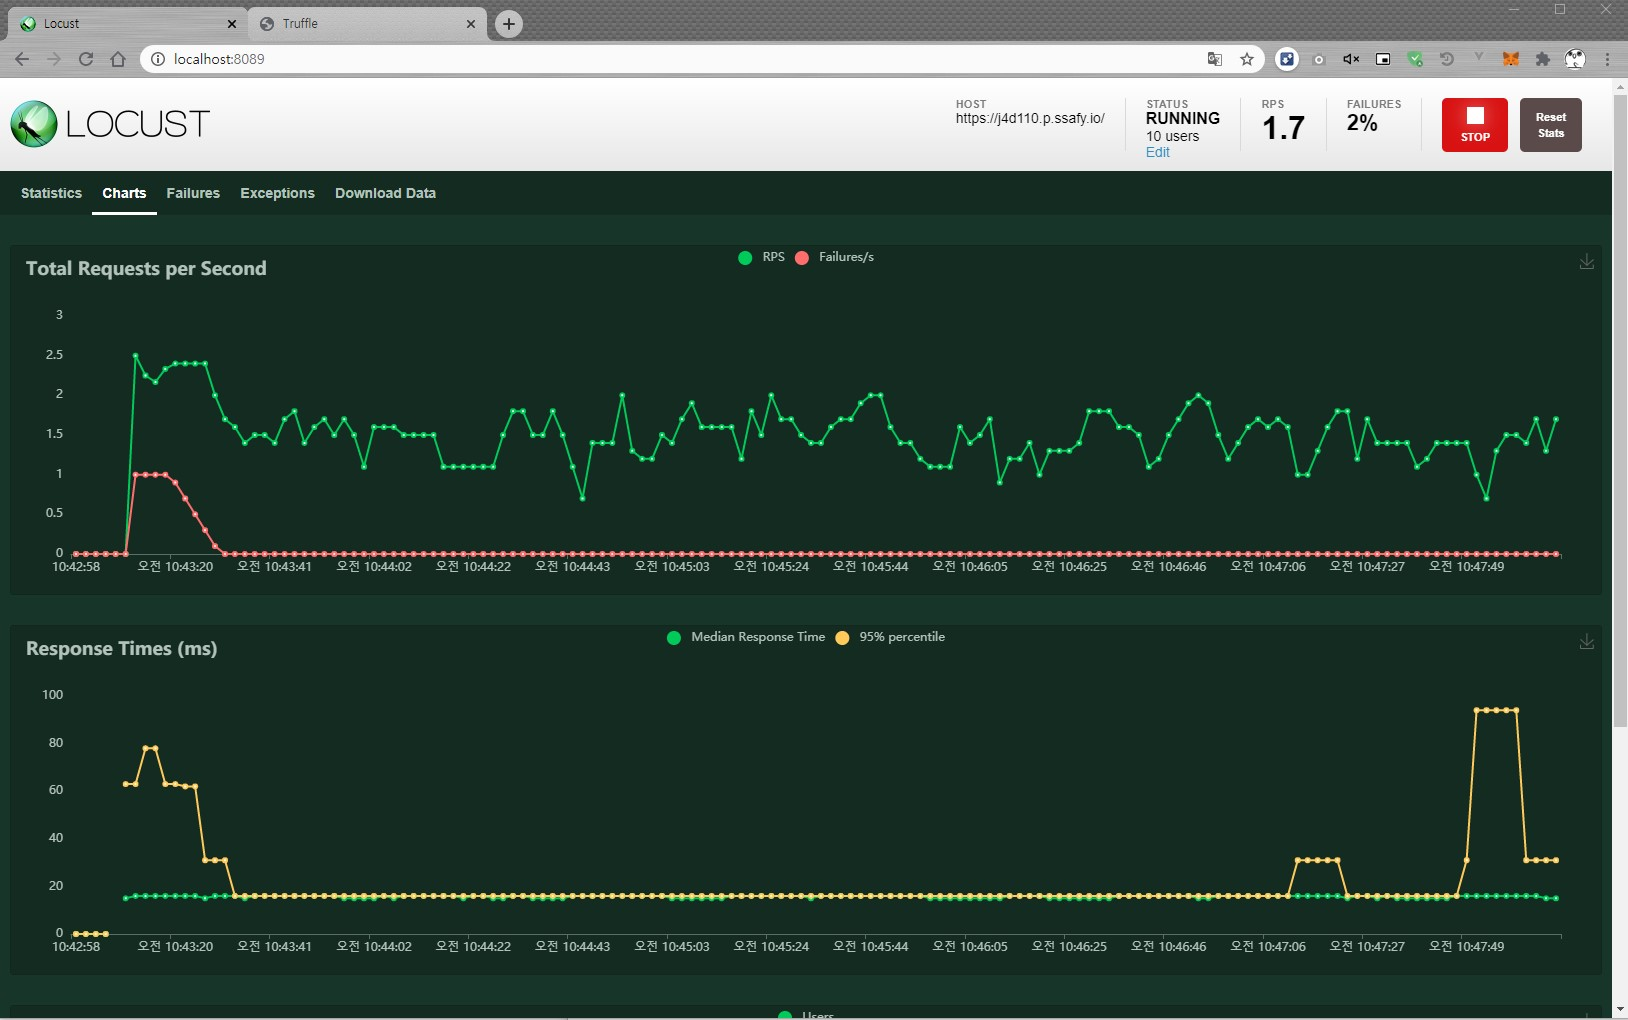 Locust
Truffle
localhost:8089
LOCUST
HOST
https://j4d110.p.ssafy.io/
STATUS
RUNNING
10 users
Edit
RPS
1.7
FAILURES
2%
STOP
Reset
Stats
Statistics Charts Failures Exceptions Download Data
Total Requests per Second
RPS Failures/s
3
2.5
2
1.5
1
0.5
0
10:42:58 오전 10:43:20 오전 10:43:41 오전 10:44:02 오전 10:44:22 오전 10:44:43 오전 10:45:03 오전 10:45:24 오전 10:45:44 오전 10:46:05 오전 10:46:25 오전 10:46:46 오전 10:47:06 오전 10:47:27 오전 10:47:49
Response Times (ms)
Median Response Time 95% percentile
100
80
60
40
20
0
10:42:58 오전 10:43:20 오전 10:43:41 오전 10:44:02 오전 10:44:22 오전 10:44:43 오전 10:45:03 오전 10:45:24 오전 10:45:44 오전 10:46:05 오전 10:46:25 오전 10:46:46 오전 10:47:06 오전 10:47:27 오전 10:47:49
Users